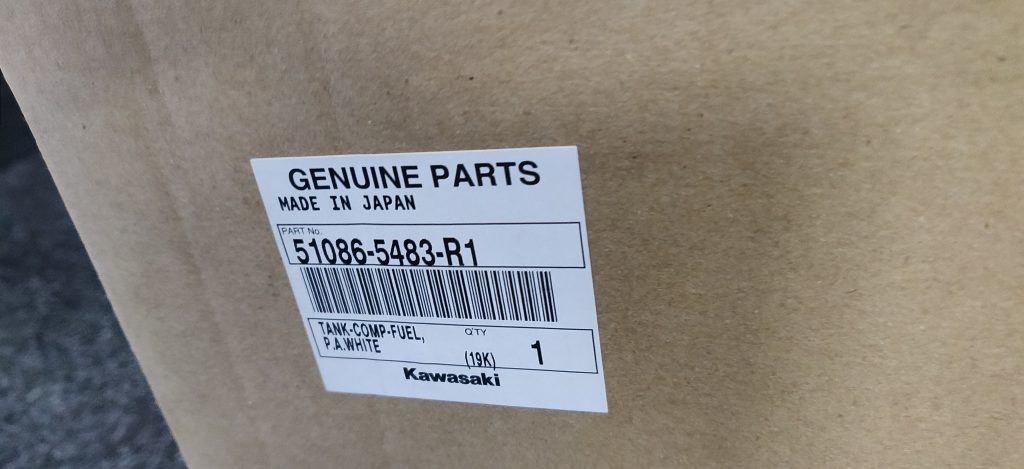 GENUINE PARTS
MADE IN JAPAN
PART No.
51086-5483-R1
TANK-COMP-FUEL,
P.A.WHITE
Q'TY
(19K) 1
Kawasaki